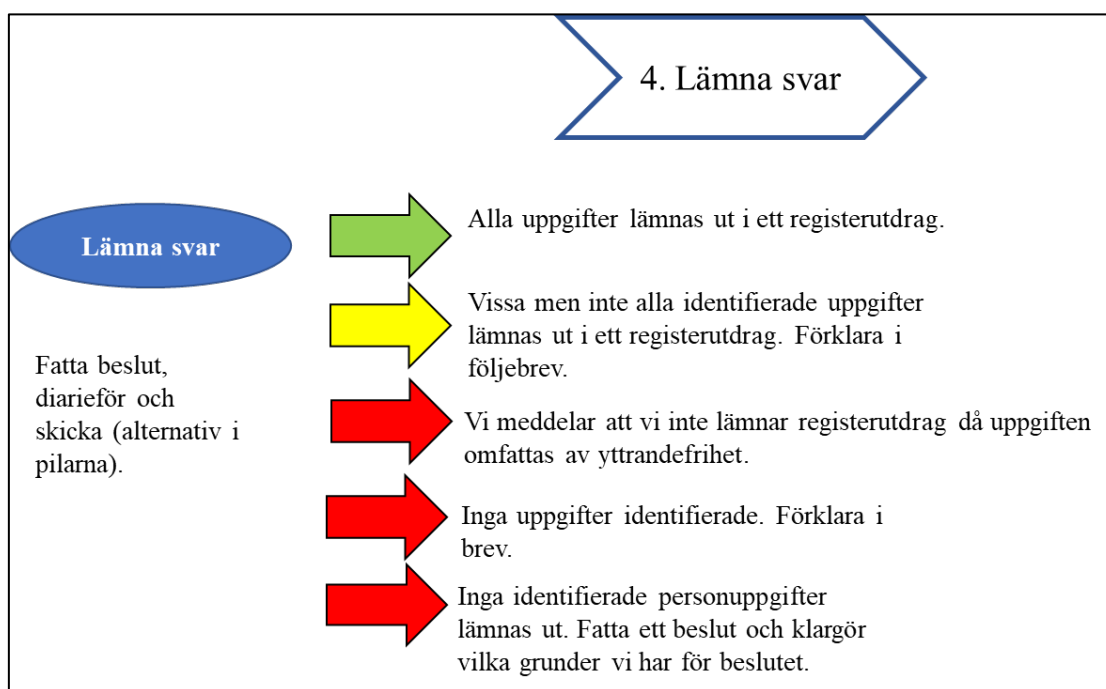 4. Lämna svar
Lämna svar
Fatta beslut,
diarieför och
skicka (alternativ i
pilarna).
Alla uppgifter lämnas ut i ett registerutdrag.
Vissa men inte alla identifierade uppgifter
lämnas ut i ett registerutdrag. Förklara i
följebrev.
Vi meddelar att vi inte lämnar registerutdrag då uppgiften
omfattas av yttrandefrihet.
Inga uppgifter identifierade. Förklara i
brev.
Inga identifierade personuppgifter
lämnas ut. Fatta ett beslut och klargör
vilka grunder vi har för beslutet.